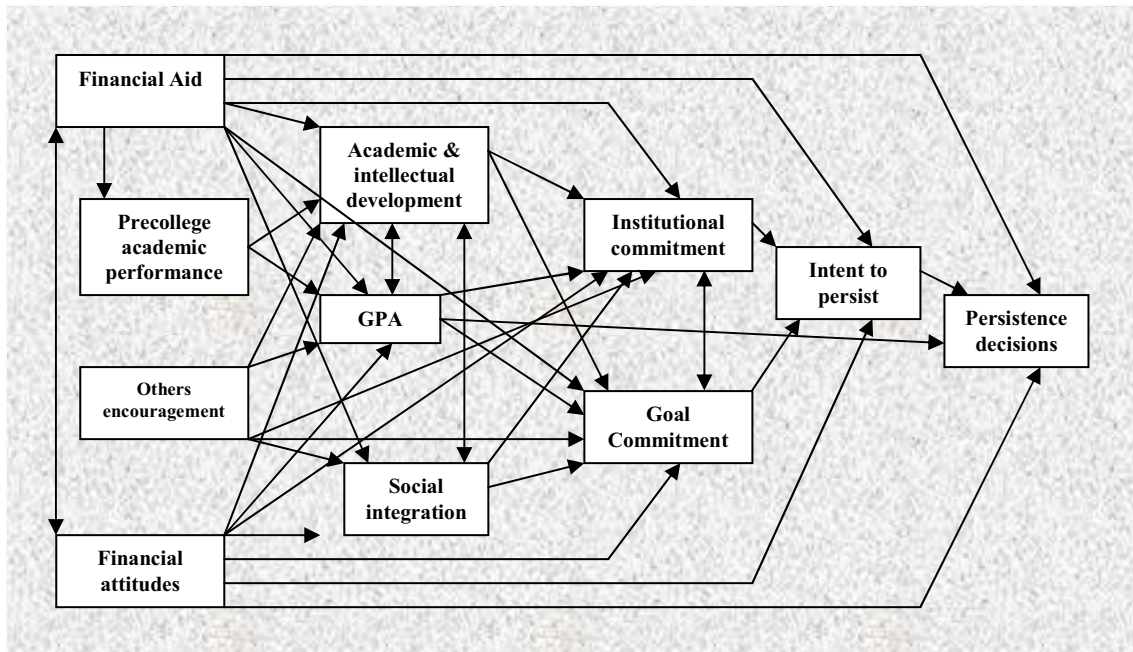 Financial Aid
Academic &
intellectual
development
Precollege
academic
performance
Institutional
commitment
Intent to
persist
GPA
Persistence
decisions
Others
encouragement
Goal
Commitment
Social
integration
Financial
attitudes